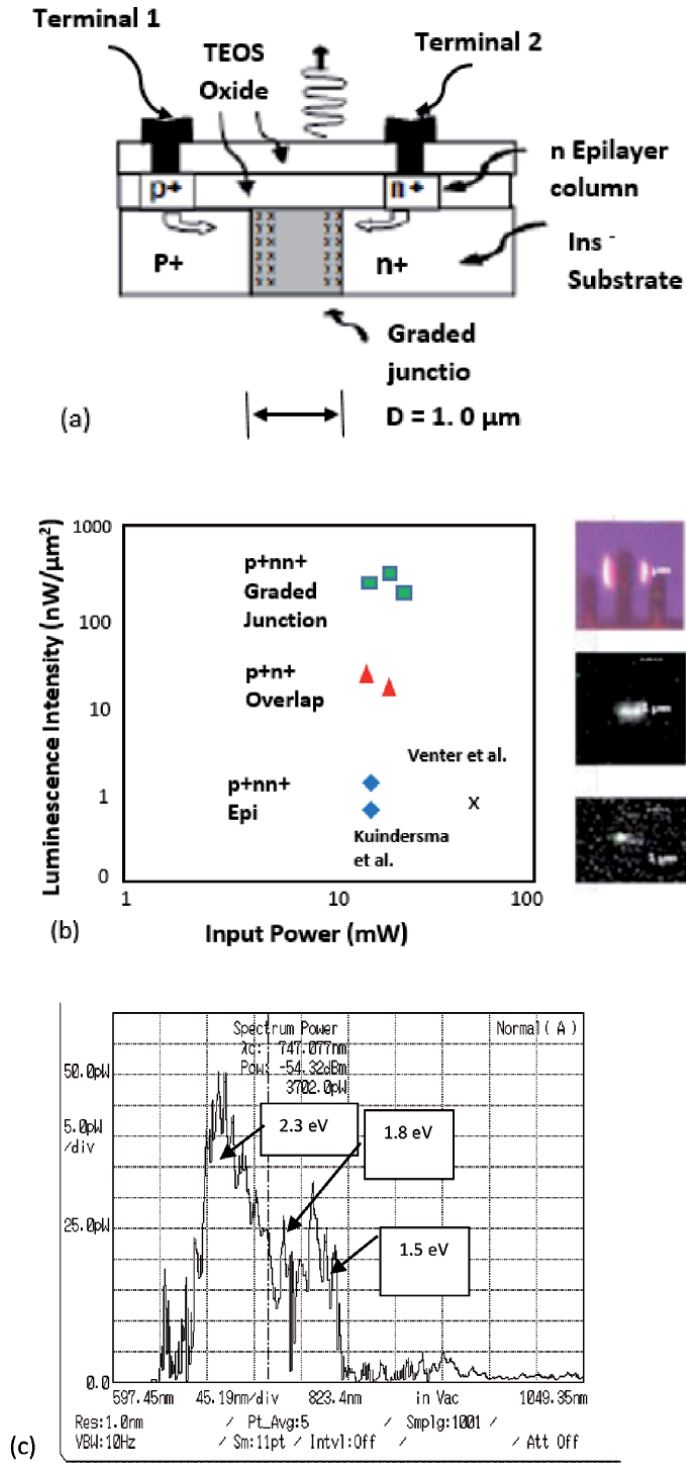 Terminal 1
TEOS
Oxide
Terminal 2
p+
n+
n Epilayer
column
P+
n+
Ins -
Substrate
Graded
junctio
(a)
D = 1. 0 µm
Luminescence Intensity (nW/µm²)
1000
100
10
1
0
p+nn+
Graded
Junction
p+n+
Overlap
p+nn+
Epi
Venter et al.
x
Kuindersma
et al.
1
10
100
(b)
Input Power (mW)
µm
µm
1 µm
Spectrum Power
Normal ( A )
λc: 747.077nm
Pow: -54.32dBm
3702.0pW
50.0pW
5.0pW
/div
25.0pW
0.0
2.3 eV
1.8 eV
1.5 eV
597.45nm 45.19nm/div 823.4nm in Vac 1049.35nm
Res:1.0nm / Pt_Avg:5 / Smplg:1001 /
VBW:10Hz / Sm:11pt / Intvl:Off / / Att Off
(c)